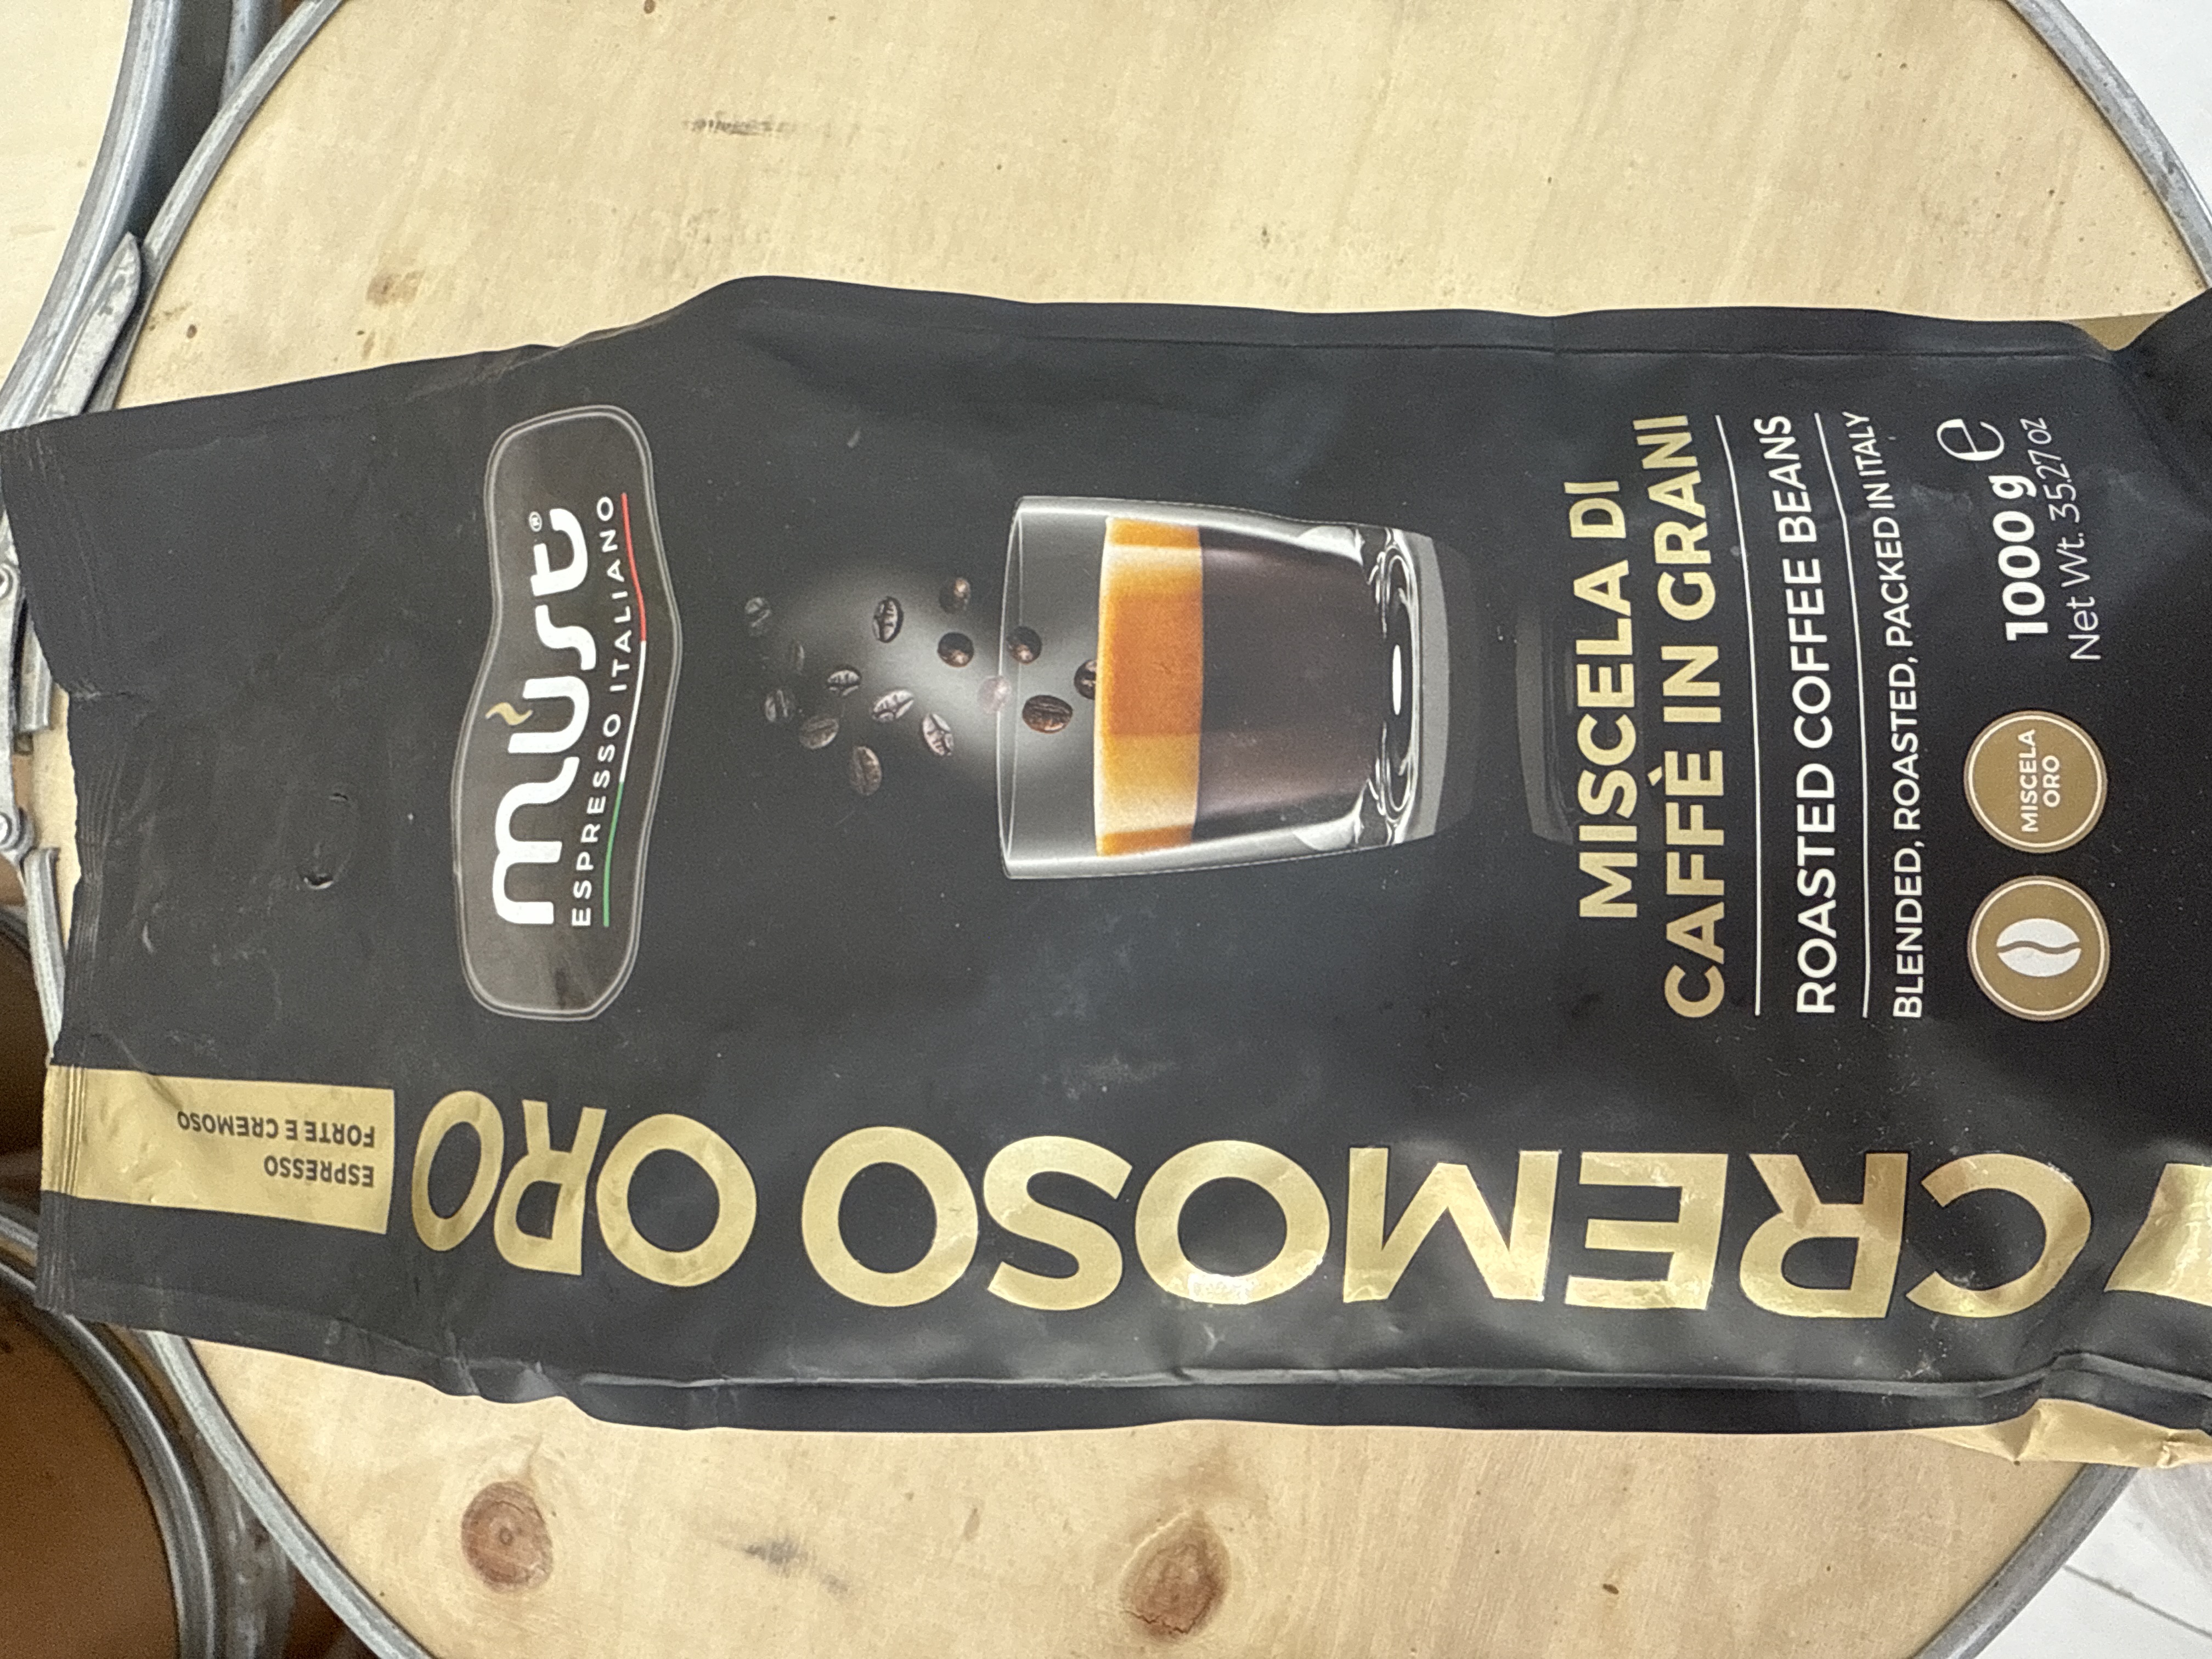 muse®
ESPRESSO ITALIANO
MISCELA DI
CAFFÈ IN GRANI
ROASTED COFFEE BEANS
BLENDED, ROASTED, PACKED IN ITALY
MISCELA
ORO
1000 g ℮
Net Wt. 35.27 OZ
CREMOSO ORO
ESPRESSO
FORTE E CREMOSO